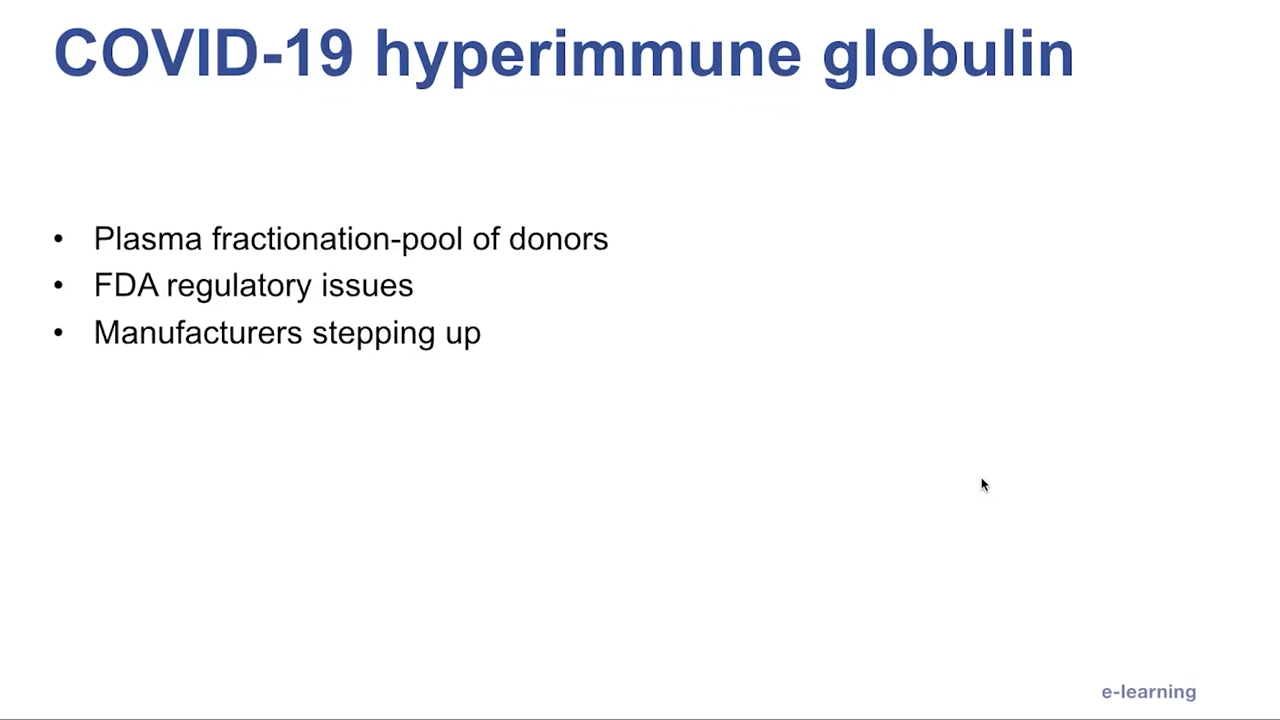 COVID-19 hyperimmune globulin
• Plasma fractionation-pool of donors
• FDA regulatory issues
• Manufacturers stepping up
e-learning